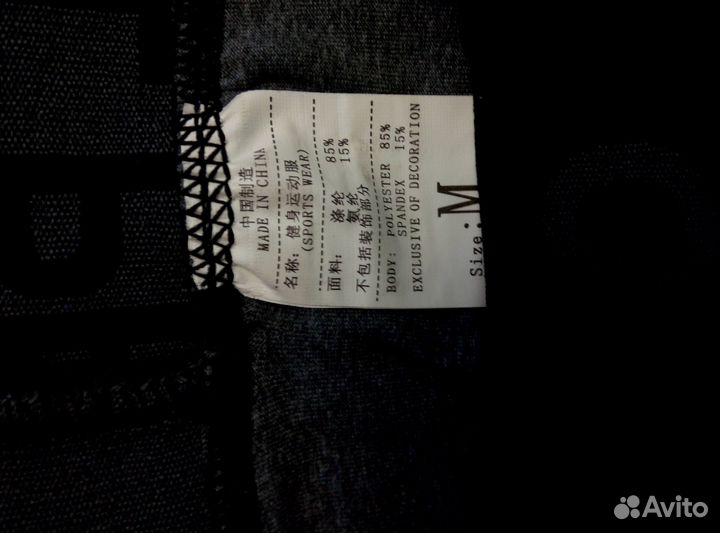 中国制造
MADE IN CHINA
名称：健身运动服
(SPORTS WEAR)
面料：涤纶 85%
氨纶 15%
不包括装饰部分
BODY: POLYESTER 85%
SPANDEX 15%
EXCLUSIVE OF DECORATION
Size: M
Avito